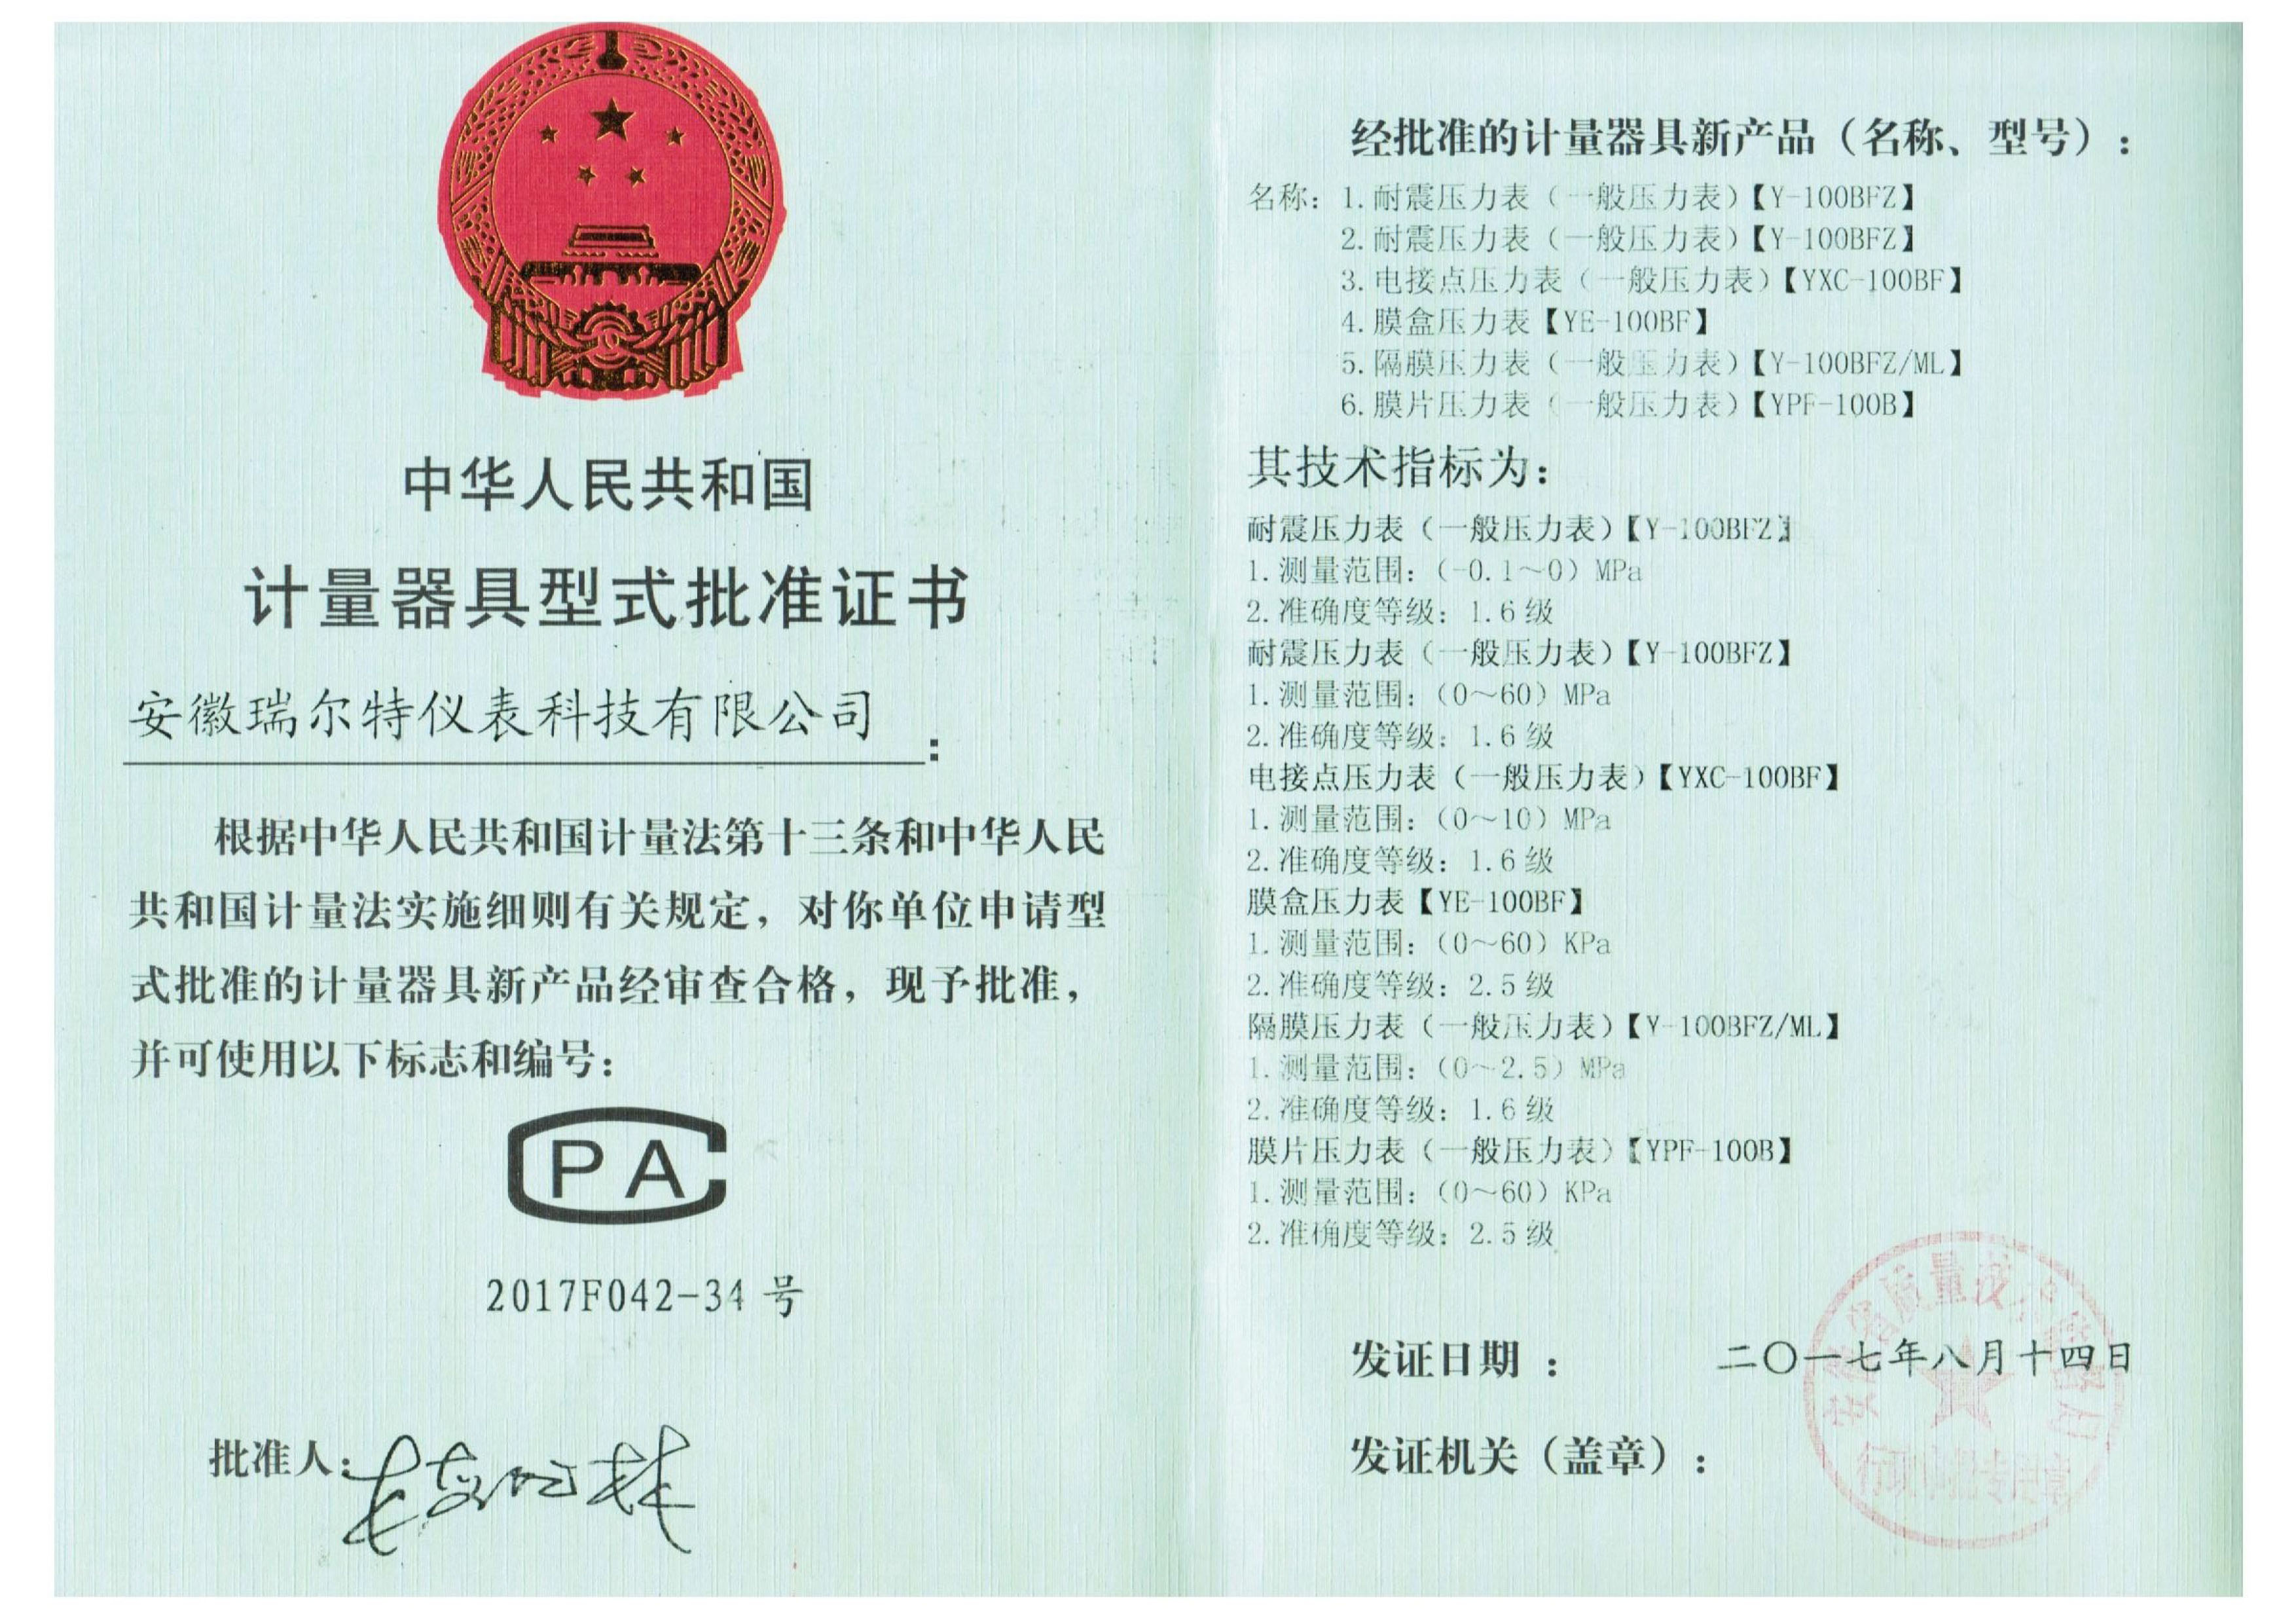 中华人民共和国
计量器具型式批准证书
安徽瑞尔特仪表科技有限公司：
根据中华人民共和国计量法第十三条和中华人民
共和国计量法实施细则有关规定，对你单位申请型
式批准的计量器具新产品经审查合格，现予批准，
并可使用以下标志和编号：
CPA
2017F042-34 号
批准人：
经批准的计量器具新产品（名称、型号）：
名称：1.耐震压力表（一般压力表）【Y-100BFZ】
2.耐震压力表（一般压力表）【Y-100BFZ】
3.电接点压力表（一般压力表）【YXC-100BF】
4.膜盒压力表【YE-100BF】
5.隔膜压力表（一般压力表）【Y-100BFZ/ML】
6.膜片压力表（一般压力表）【YPF-100B】
其技术指标为：
耐震压力表（一般压力表）【Y-100BFZ】
1.测量范围：（-0.1～0）MPa
2.准确度等级：1.6级
耐震压力表（一般压力表）【Y-100BFZ】
1.测量范围：（0～60）MPa
2.准确度等级：1.6级
电接点压力表（一般压力表）【YXC-100BF】
1.测量范围：（0～10）MPa
2.准确度等级：1.6级
膜盒压力表【YE-100BF】
1.测量范围：（0～60）KPa
2.准确度等级：2.5级
隔膜压力表（一般压力表）【Y-100BFZ/ML】
1.测量范围：（0～2.5）MPa
2.准确度等级：1.6级
膜片压力表（一般压力表）【YPF-100B】
1.测量范围：（0～60）KPa
2.准确度等级：2.5级
发证日期：二〇一七年八月十四日
发证机关（盖章）：